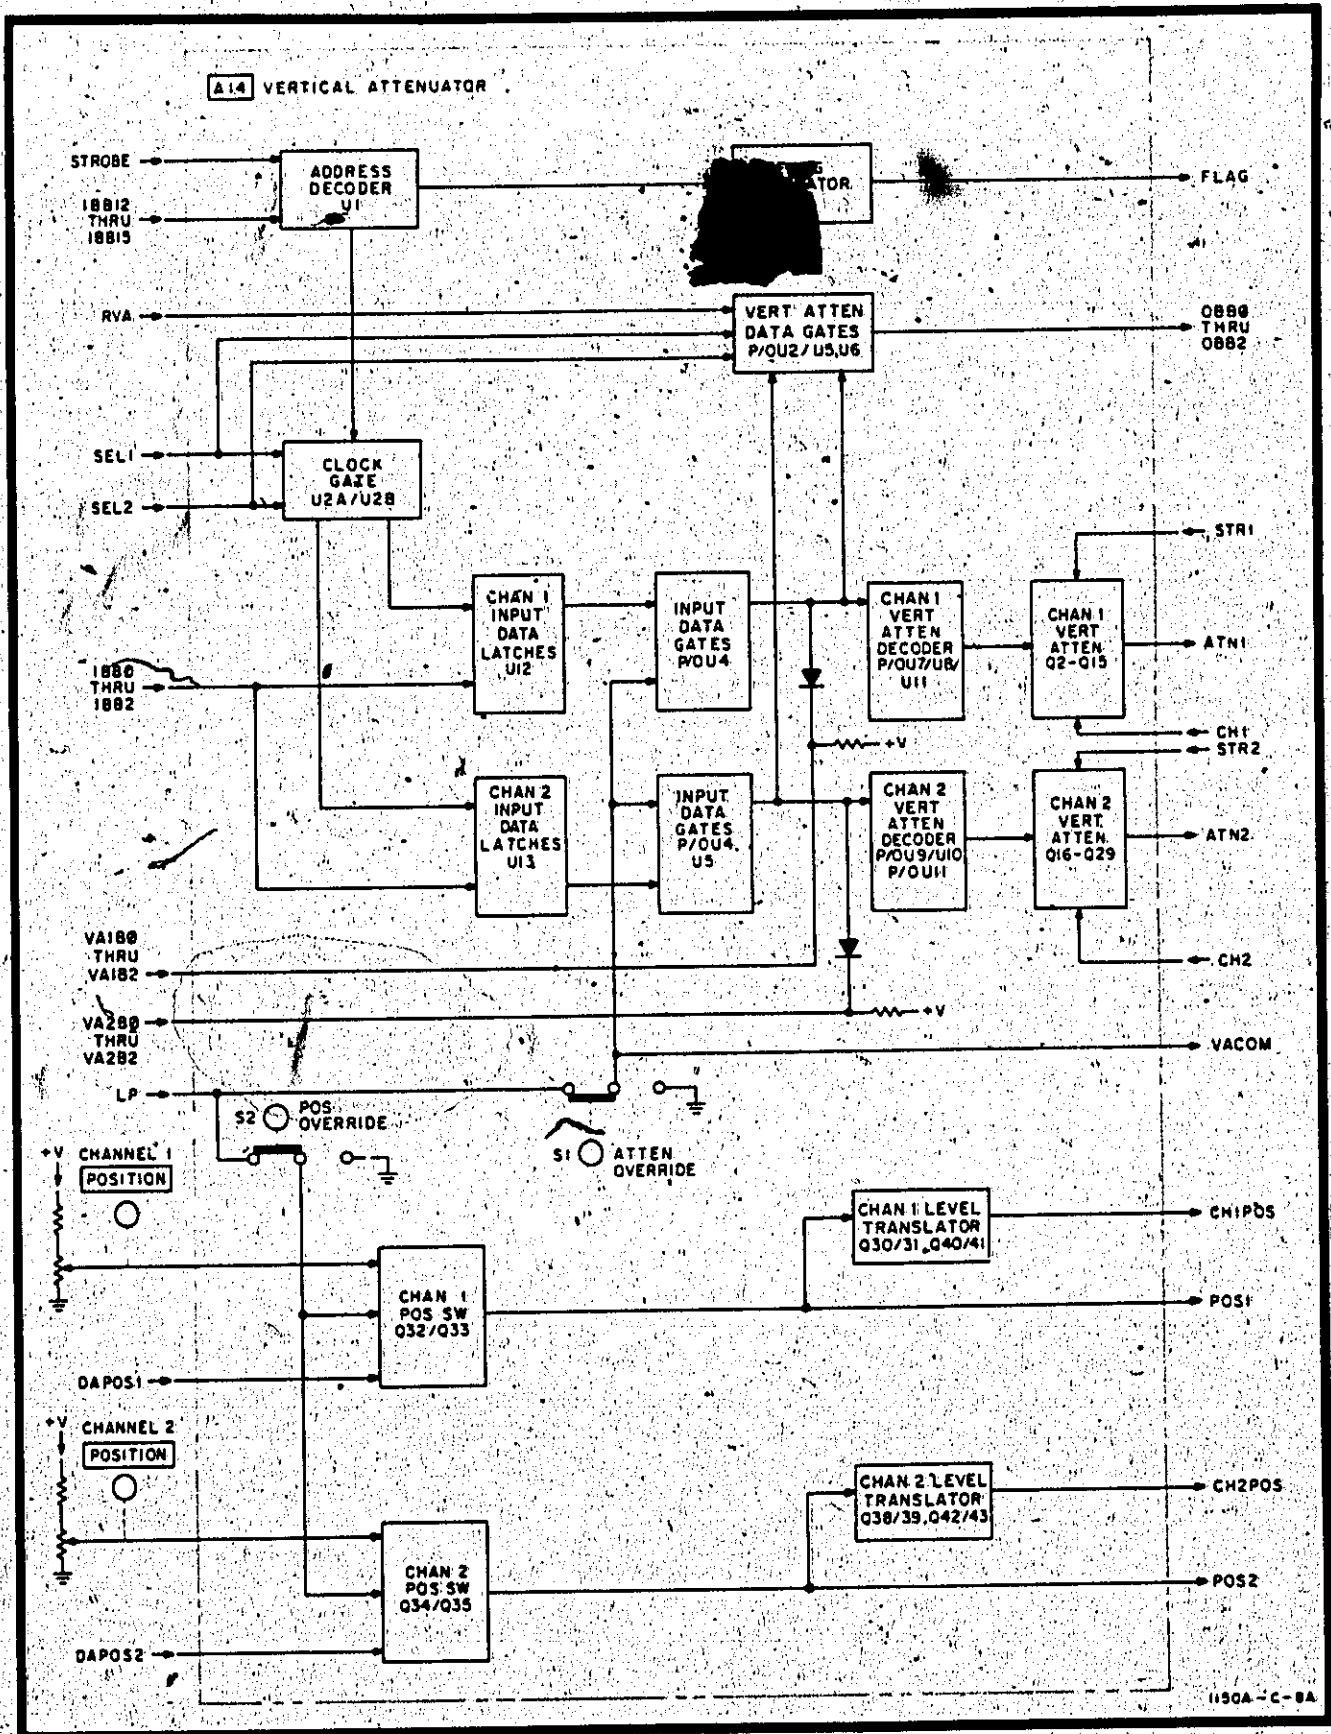 A14 VERTICAL ATTENUATOR
STROBE
ADDRESS
DECODER
U1
IBB12
THRU
IBB15
ATOR
FLAG
RVA
VERT ATTEN
DATA GATES
P/OU2/U5,U6
OBB0
THRU
OBB2
SEL1
SEL2
CLOCK
GATE
U2A/U2B
STR1
CHAN 1
INPUT
DATA
LATCHES
U12
INPUT
DATA
GATES
P/OU4
CHAN 1
VERT
ATTEN
DECODER
P/OU7/U8/
U11
CHAN 1
VERT
ATTEN
Q2-Q15
ATN1
IBB0
THRU
IBB2
+V
CH1
STR2
CHAN 2
INPUT
DATA
LATCHES
U13
INPUT
DATA
GATES
P/OU4,
U5
CHAN 2
VERT
ATTEN
DECODER
P/OU9/U10
P/OU11
CHAN 2
VERT
ATTEN
Q16-Q29
ATN2
VA1B0
THRU
VA1B2
CH2
VA2B0
THRU
VA2B2
+V
VACOM
LP
S2 POS
OVERRIDE
S1 ATTEN
OVERRIDE
+V CHANNEL 1
POSITION
CHAN 1 LEVEL
TRANSLATOR
Q30/31,Q40/41
CH1POS
CHAN 1
POS SW
Q32/Q33
POS1
DAPOS1
+V CHANNEL 2
POSITION
CHAN 2 LEVEL
TRANSLATOR
Q38/39,Q42/43
CH2POS
CHAN 2
POS SW
Q34/Q35
POS2
DAPOS2
1150A-C-8A